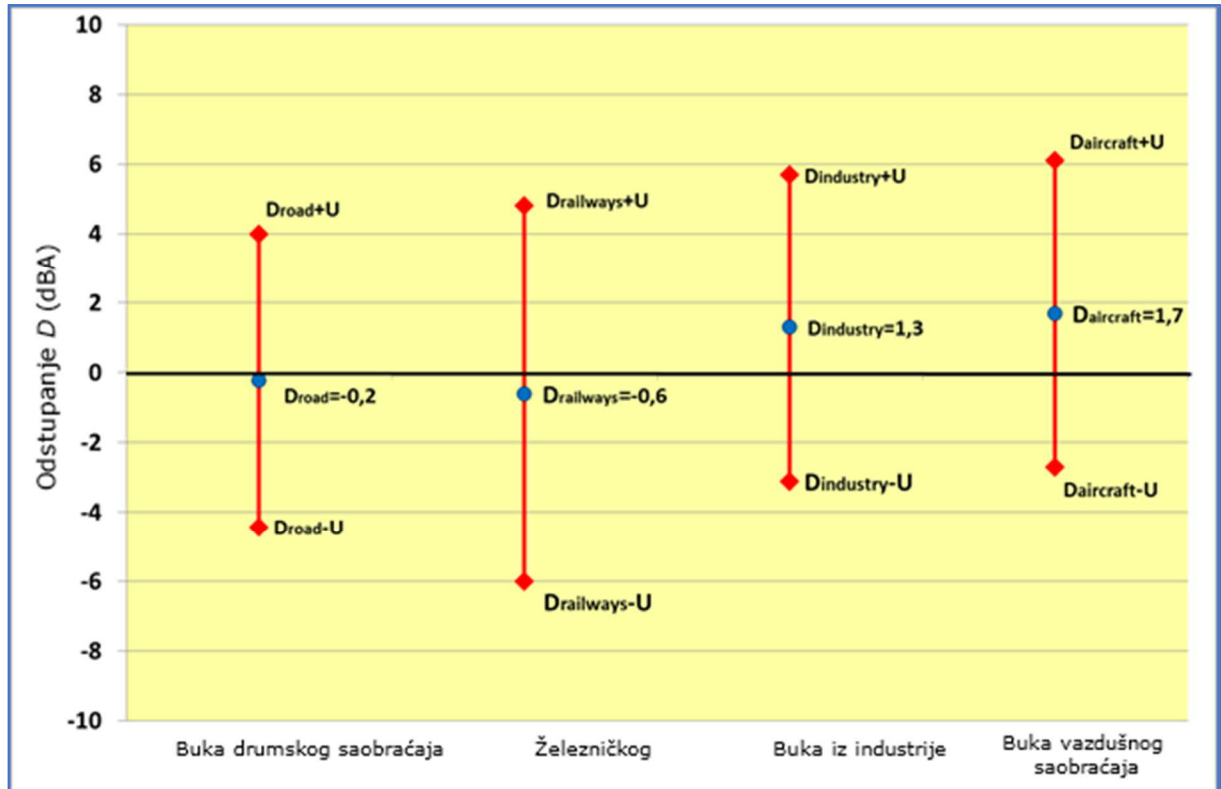 Odstupanje D (dBA)
10
8
6
4
2
0
-2
-4
-6
-8
-10
Droad+U
Droad=-0,2
Droad-U
Drailways+U
Drailways=-0,6
Drailways-U
Dindustry+U
Dindustry=1,3
Dindustry-U
Daircraft+U
Daircraft=1,7
Daircraft-U
Buka drumskog saobraćaja
Železničkog
Buka iz industrije
Buka vazdušnog
saobraćaja